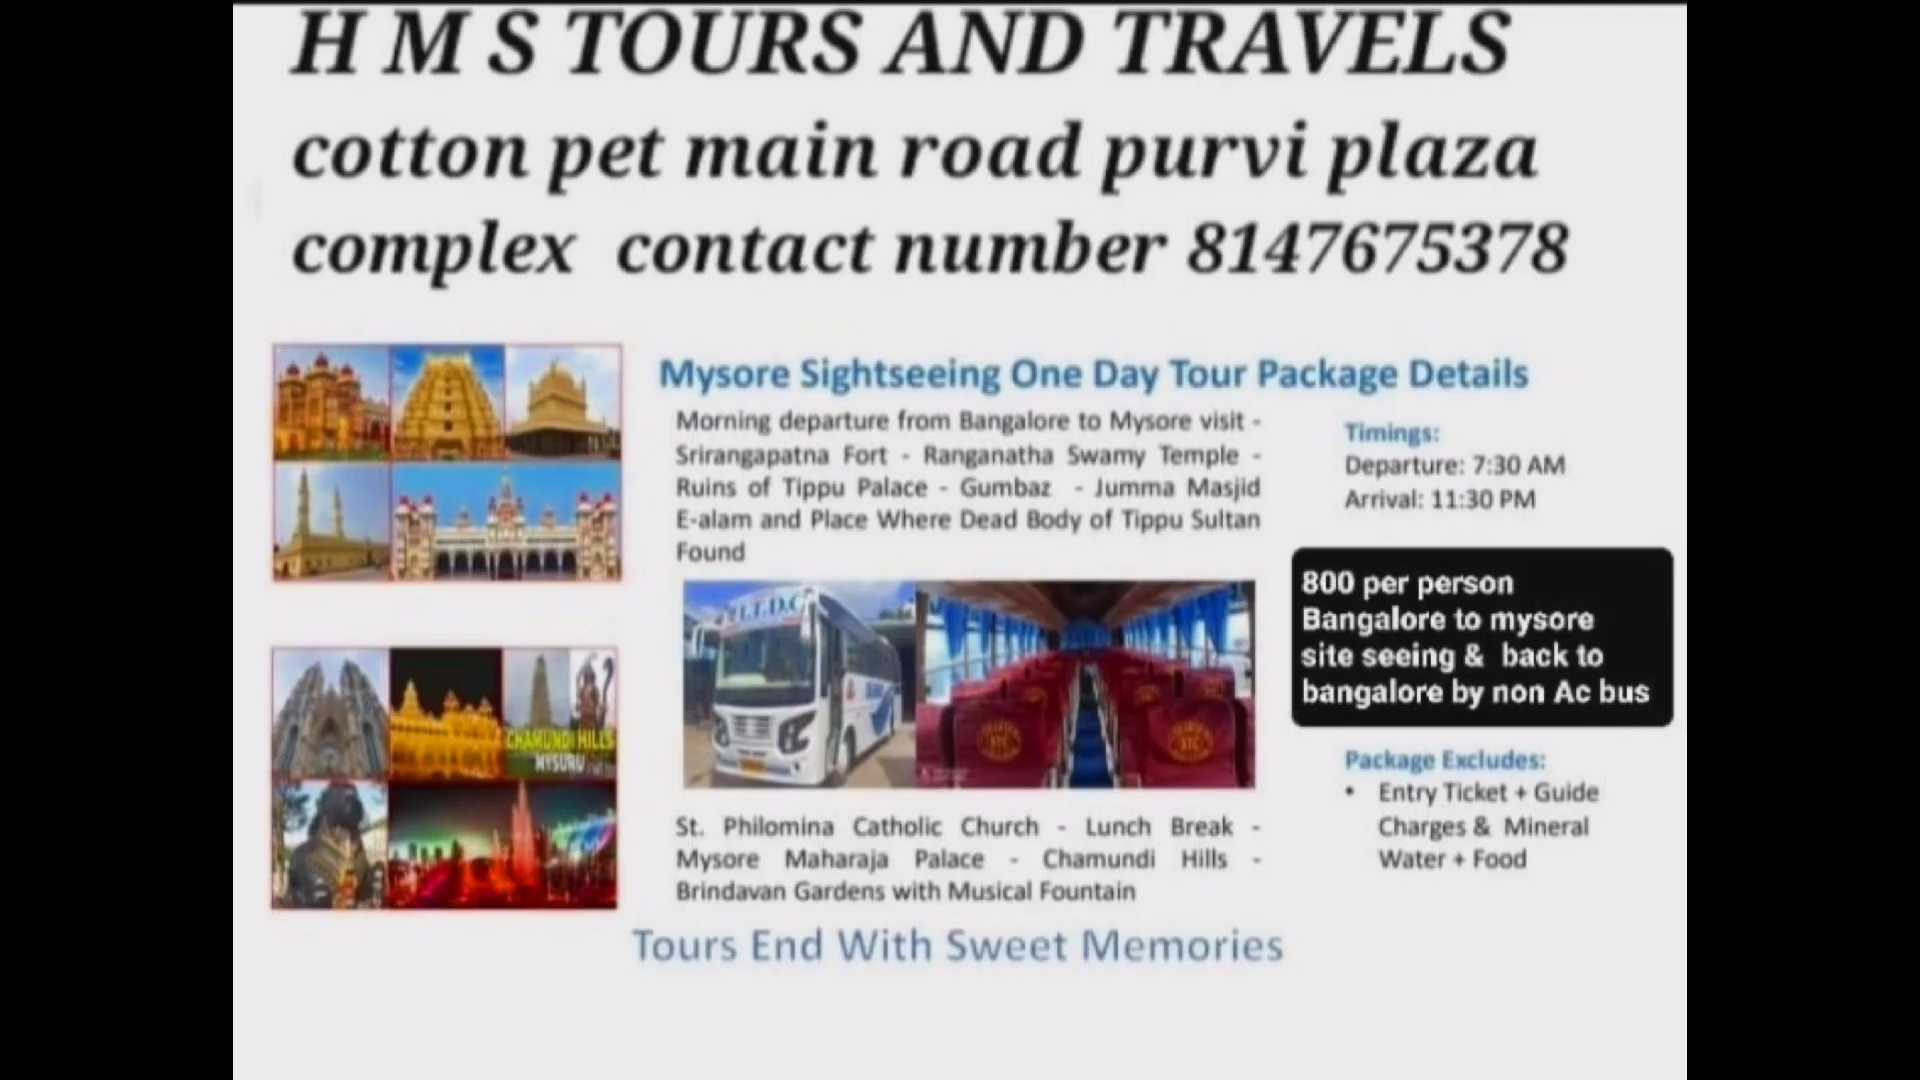 H M S TOURS AND TRAVELS
cotton pet main road purvi plaza
complex contact number 8147675378
Mysore Sightseeing One Day Tour Package Details
Morning departure from Bangalore to Mysore visit -
Srirangapatna Fort - Ranganatha Swamy Temple -
Ruins of Tippu Palace - Gumbaz - Jumma Masjid
E-alam and Place Where Dead Body of Tippu Sultan
Found
Timings:
Departure: 7:30 AM
Arrival: 11:30 PM
800 per person
Bangalore to mysore
site seeing & back to
bangalore by non Ac bus
CHAMUNDI HILLS
MYSURU
Package Excludes:
• Entry Ticket + Guide
Charges & Mineral
Water + Food
St. Philomina Catholic Church - Lunch Break -
Mysore Maharaja Palace - Chamundi Hills -
Brindavan Gardens with Musical Fountain
Tours End With Sweet Memories